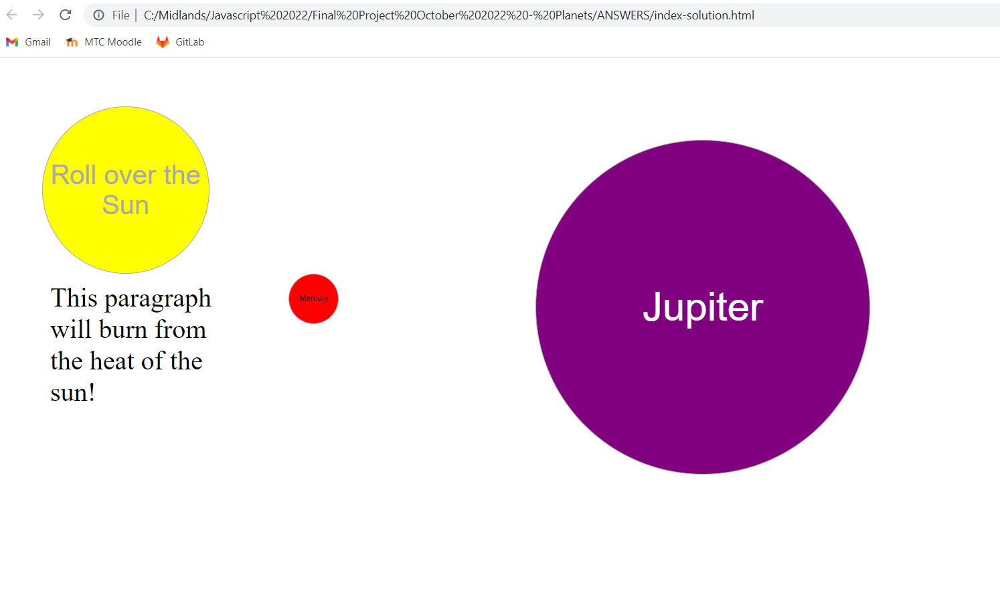 File | C:/Midlands/Javascript%202022/Final%20Project%20October%202022%20-%20Planets/ANSWERS/index-solution.html
Gmail MTC Moodle GitLab
Roll over the
Sun
This paragraph
will burn from
the heat of the
sun!
Mercury
Jupiter